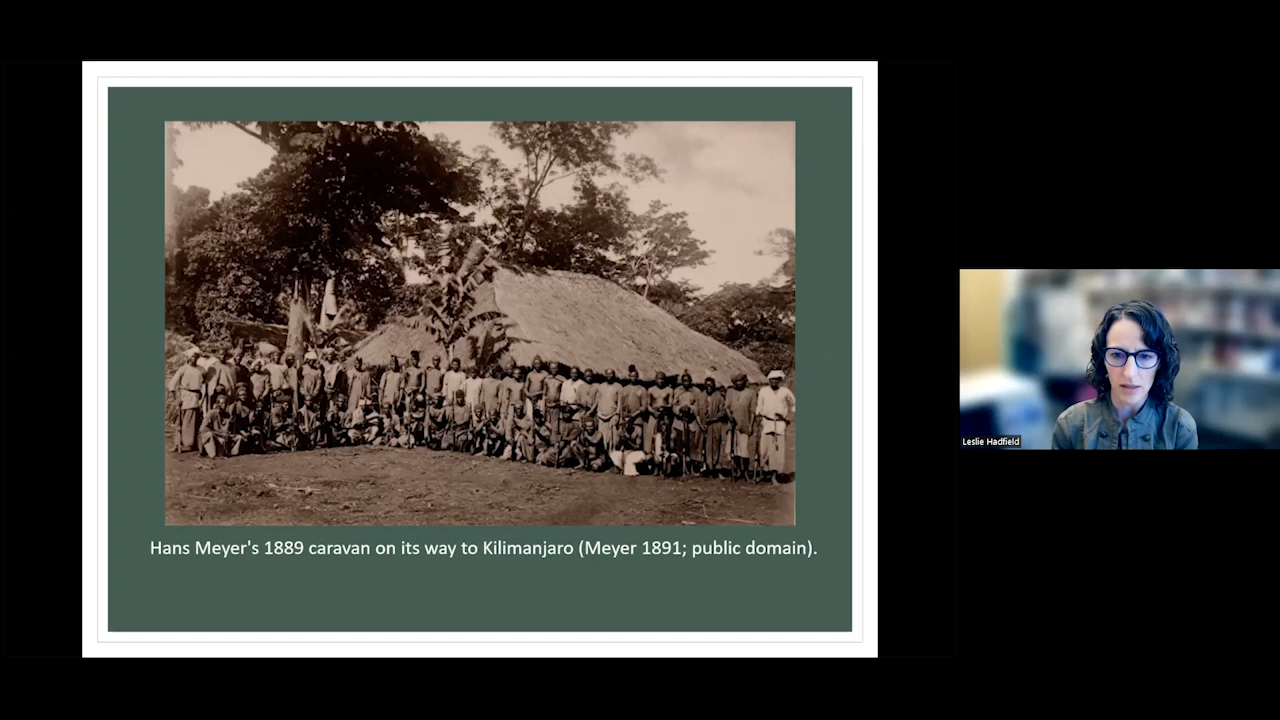 Hans Meyer's 1889 caravan on its way to Kilimanjaro (Meyer 1891; public domain).
Leslie Hadfield